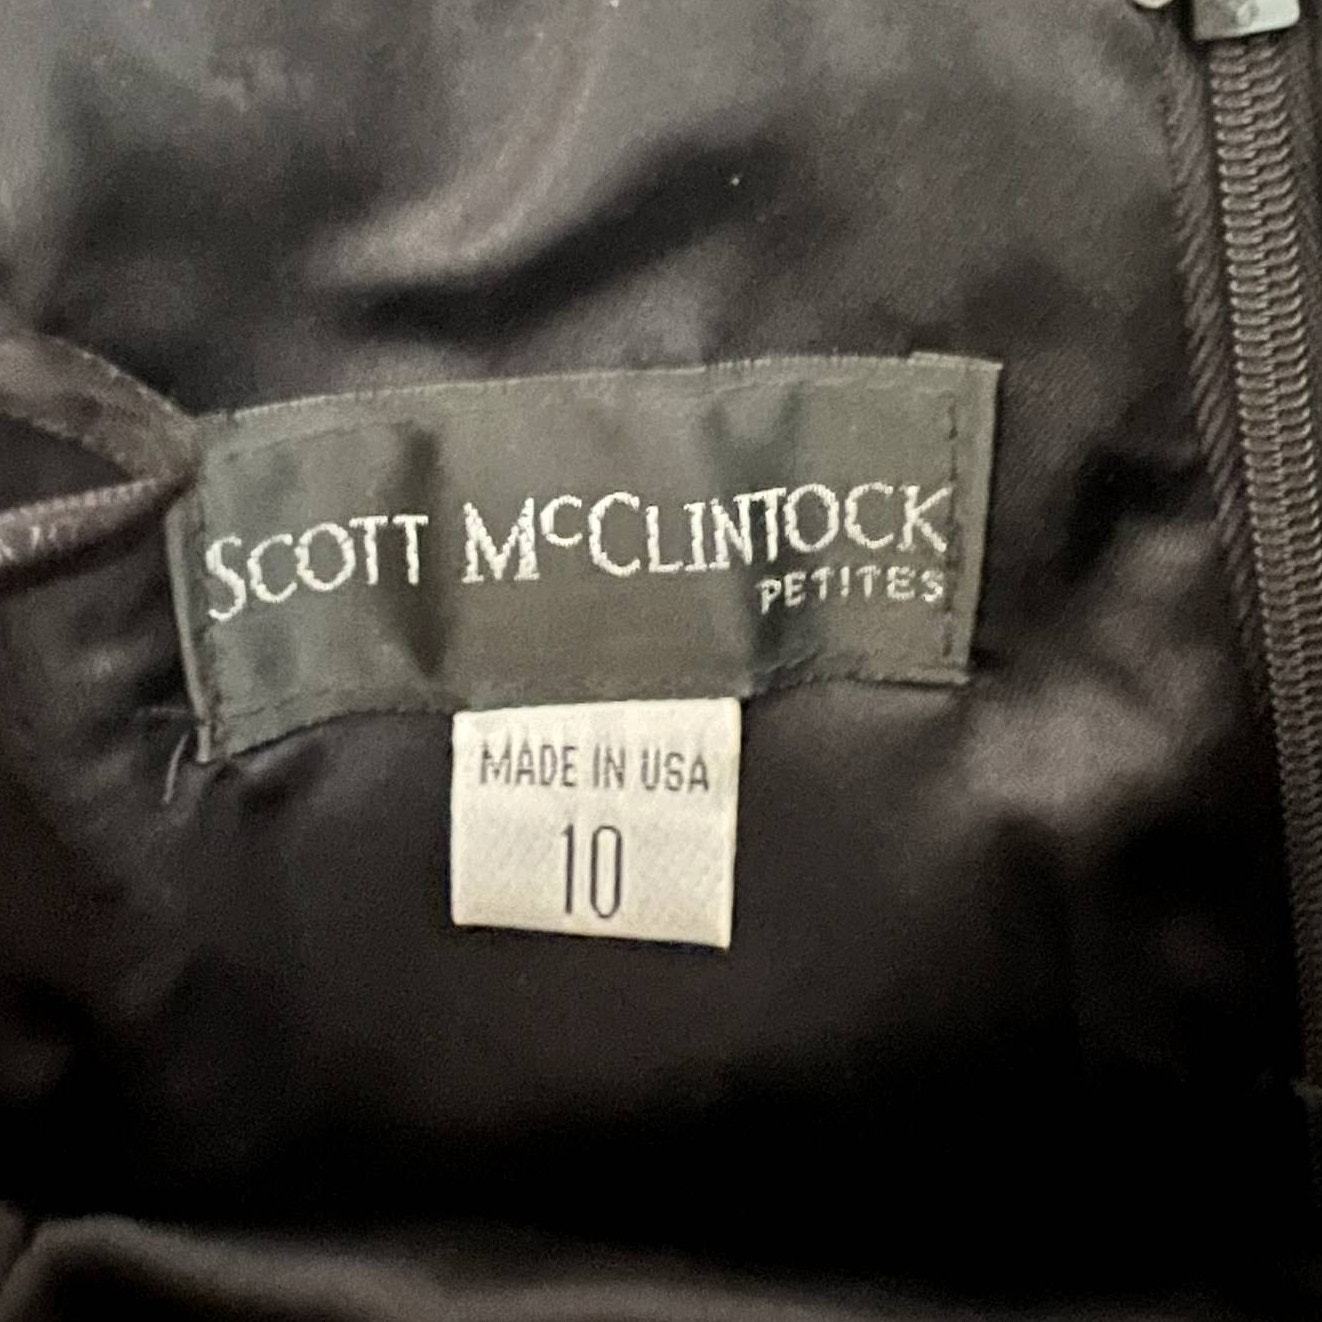 SCOTT McCLINTOCK
PETITES
MADE IN USA
10